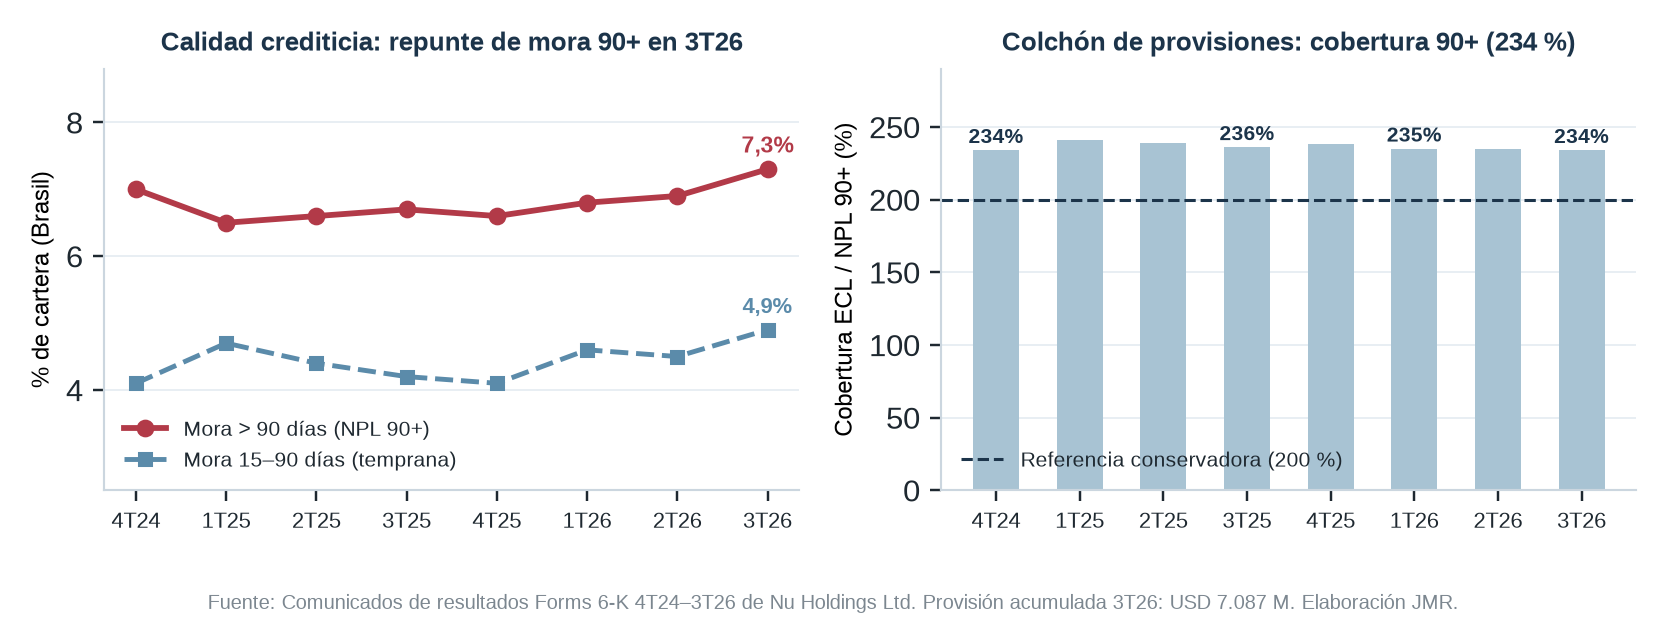 Calidad crediticia: repunte de mora 90+ en 3T26
% de cartera (Brasil)
8
6
4
7,3%
4,9%
Mora > 90 días (NPL 90+)
Mora 15–90 días (temprana)
4T24 1T25 2T25 3T25 4T25 1T26 2T26 3T26
Colchón de provisiones: cobertura 90+ (234 %)
Cobertura ECL / NPL 90+ (%)
250
200
150
100
50
0
234% 236% 235% 234%
Referencia conservadora (200 %)
4T24 1T25 2T25 3T25 4T25 1T26 2T26 3T26
Fuente: Comunicados de resultados Forms 6-K 4T24–3T26 de Nu Holdings Ltd. Provisión acumulada 3T26: USD 7.087 M. Elaboración JMR.